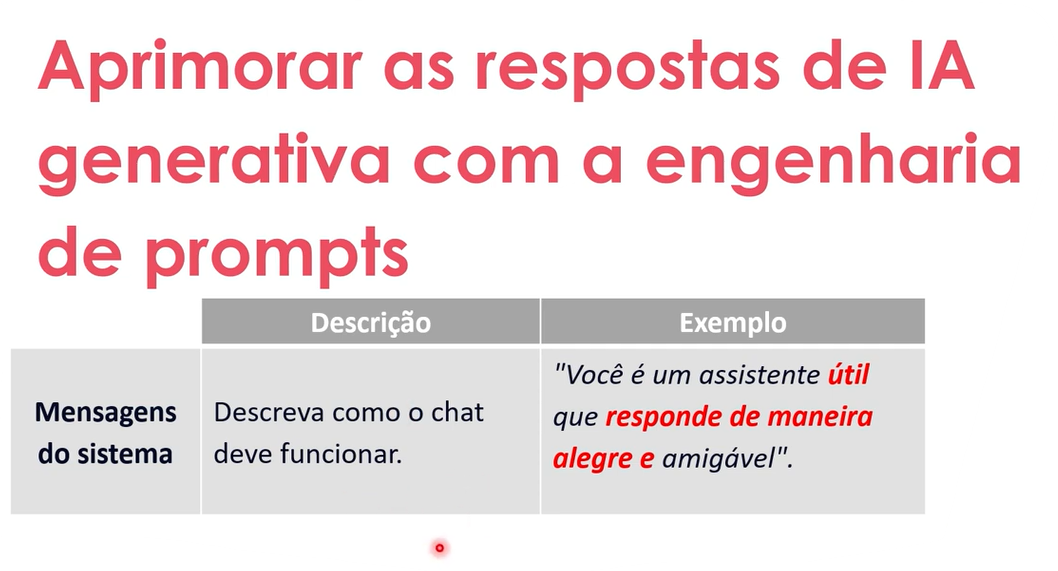 Aprimorar as respostas de IA
generativa com a engenharia
de prompts
Descrição
Exemplo
Mensagens
do sistema
Descreva como o chat
deve funcionar.
"Você é um assistente útil
que responde de maneira
alegre e amigável".